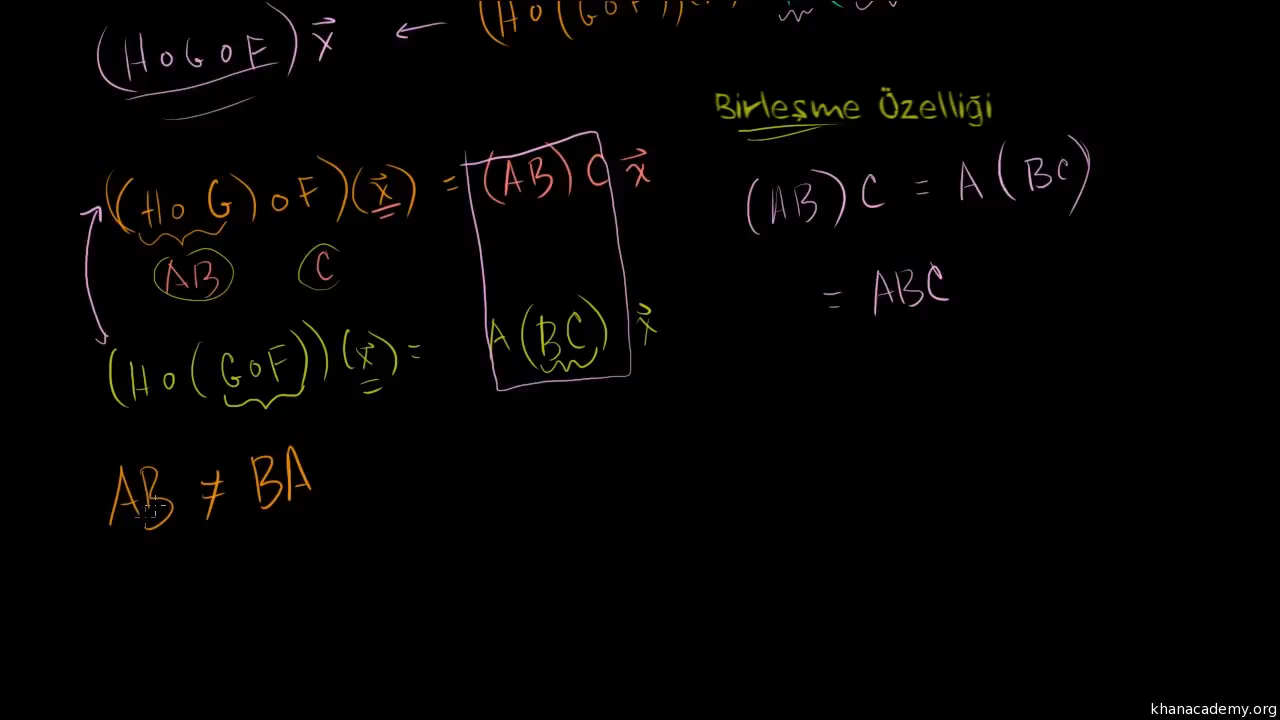 (H∘G∘F) x⃗ ← (H∘(G∘F))
Birleşme Özelliği
((H∘G)∘F)(x⃗) = (AB)C x⃗
(AB)C = A(BC)
AB C
= ABC
(H∘(G∘F))(x⃗) = A(BC) x⃗
AB ≠ BA
khanacademy.org